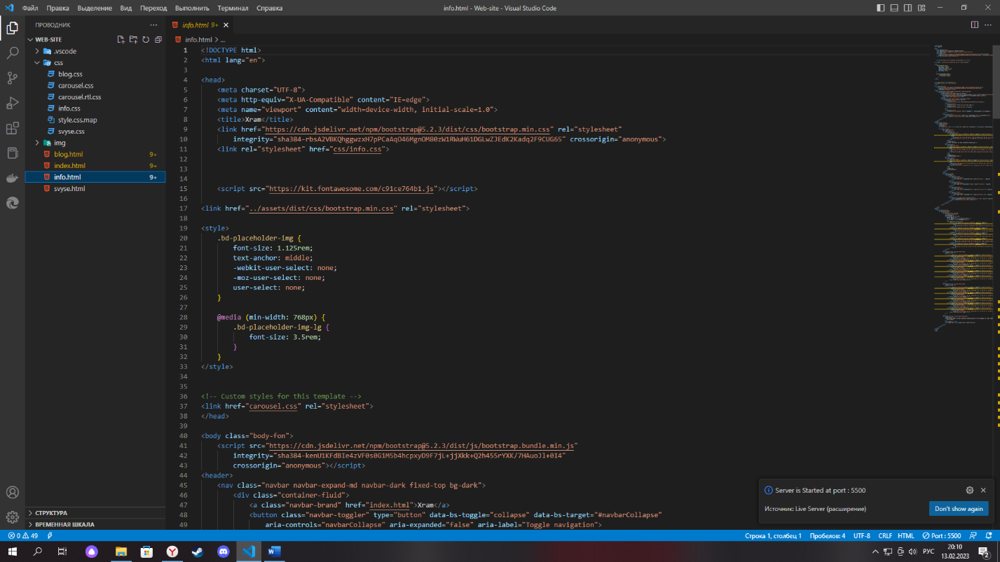 Файл Правка Выделение Вид Переход Выполнить Терминал Справка
info.html - Web-site - Visual Studio Code
ПРОВОДНИК
WEB-SITE
.vscode
css
blog.css
carousel.css
carousel.rtl.css
info.css
style.css.map
svyse.css
img
blog.html 9+
index.html 9+
info.html 9+
svyse.html
СТРУКТУРА
ВРЕМЕННАЯ ШКАЛА
info.html 9+
info.html > ...
1 <!DOCTYPE html>
2 <html lang="en">
3
4 <head>
5 <meta charset="UTF-8">
6 <meta http-equiv="X-UA-Compatible" content="IE=edge">
7 <meta name="viewport" content="width=device-width, initial-scale=1.0">
8 <title>Xram</title>
9 <link href="https://cdn.jsdelivr.net/npm/bootstrap@5.2.3/dist/css/bootstrap.min.css" rel="stylesheet"
10 integrity="sha384-rbsA2VBKQhggwzxH7pPCaAqO46MgnOM80zW1RWuH61DGLwZJEdK2Kadq2F9CUG65" crossorigin="anonymous">
11 <link rel="stylesheet" href="css/info.css">
12
13
14
15 <script src="https://kit.fontawesome.com/c91ce764b1.js"></script>
16
17 <link href="../assets/dist/css/bootstrap.min.css" rel="stylesheet">
18
19 <style>
20 .bd-placeholder-img {
21 font-size: 1.125rem;
22 text-anchor: middle;
23 -webkit-user-select: none;
24 -moz-user-select: none;
25 user-select: none;
26 }
27
28 @media (min-width: 768px) {
29 .bd-placeholder-img-lg {
30 font-size: 3.5rem;
31 }
32 }
33 </style>
34
35
36 <!-- Custom styles for this template -->
37 <link href="carousel.css" rel="stylesheet">
38 </head>
39
40 <body class="body-fon">
41 <script src="https://cdn.jsdelivr.net/npm/bootstrap@5.2.3/dist/js/bootstrap.bundle.min.js"
42 integrity="sha384-kenU1KFdBIe4zVF0s0G1M5b4hcpxyD9F7jL+jjXkk+Q2h455rYXK/7HAuoJl+0I4"
43 crossorigin="anonymous"></script>
44 <header>
45 <nav class="navbar navbar-expand-md navbar-dark fixed-top bg-dark">
46 <div class="container-fluid">
47 <a class="navbar-brand" href="index.html">Xram</a>
48 <button class="navbar-toggler" type="button" data-bs-toggle="collapse" data-bs-target="#navbarCollapse"
49 aria-controls="navbarCollapse" aria-expanded="false" aria-label="Toggle navigation">
Server is Started at port : 5500
Источник: Live Server (расширение)
Don't show again
0 49
Строка 1, столбец 1 Пробелов: 4 UTF-8 CRLF HTML Port : 5500
РУС
20:10
13.02.2023
2